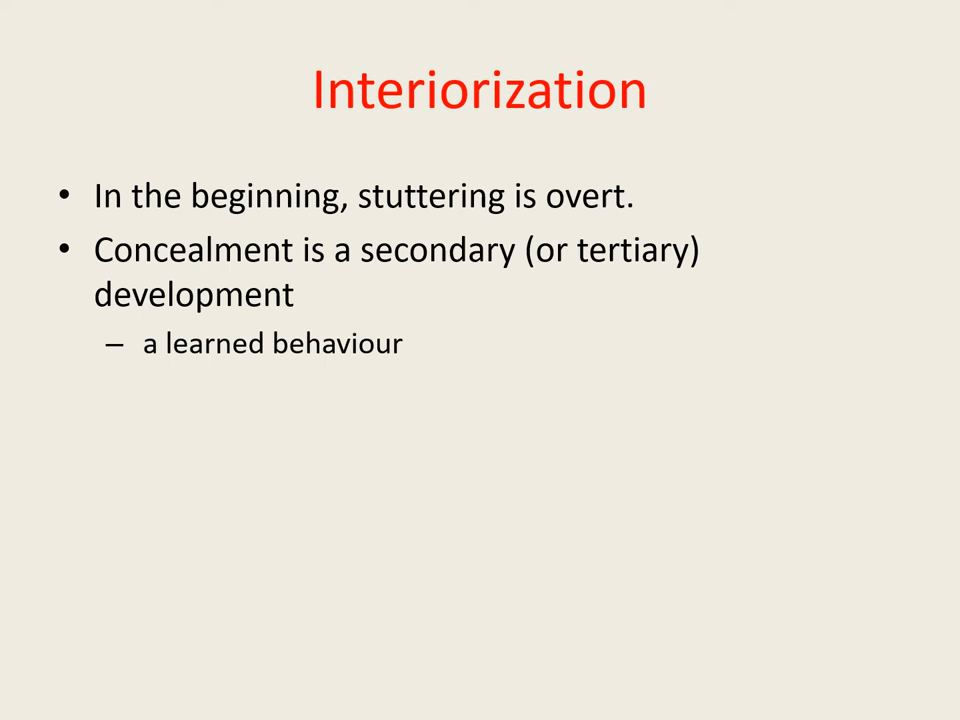 Interiorization
• In the beginning, stuttering is overt.
• Concealment is a secondary (or tertiary)
development
– a learned behaviour